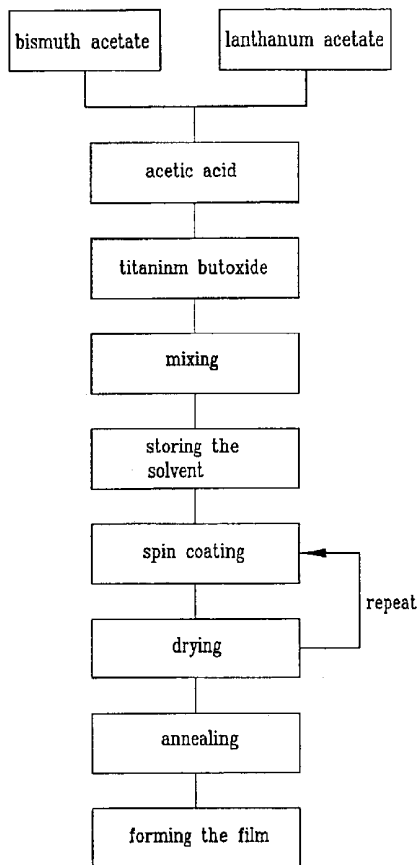 bismuth acetate
lanthanum acetate
acetic acid
titaninm butoxide
mixing
storing the
solvent
spin coating
repeat
drying
annealing
forming the film